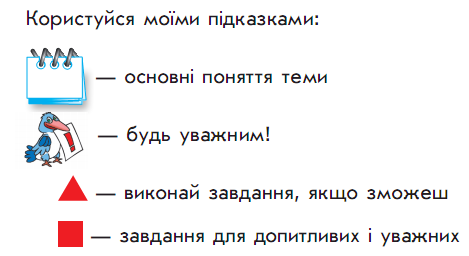 Користуйся моїми підказками:
— основні поняття теми
— будь уважним!
— виконай завдання, якщо зможеш
— завдання для допитливих і уважних